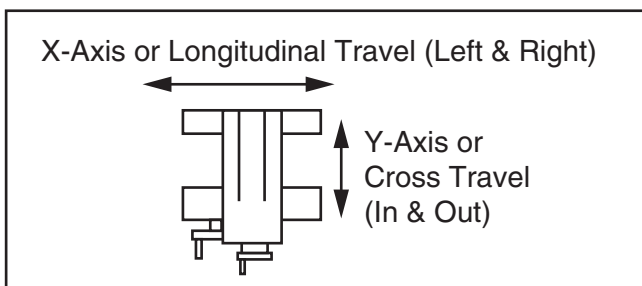 X-Axis or Longitudinal Travel (Left & Right)
Y-Axis or
Cross Travel
(In & Out)